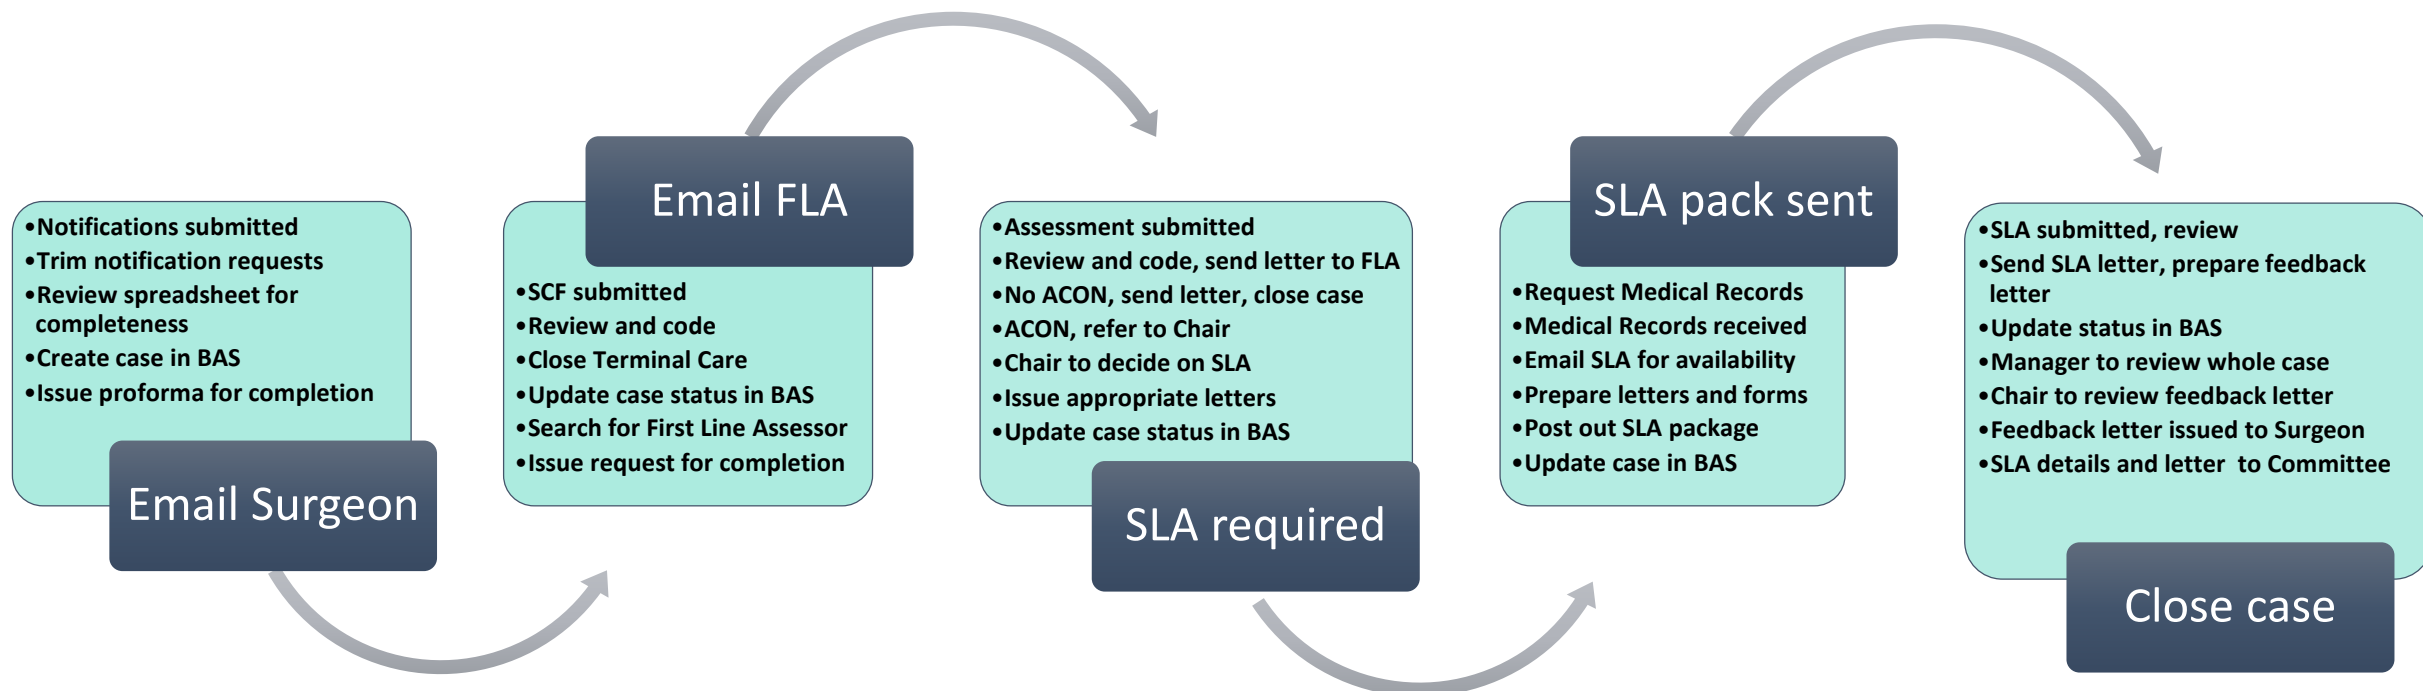 •Notifications submitted
•Trim notification requests
•Review spreadsheet for
completeness
•Create case in BAS
•Issue proforma for completion
Email Surgeon
Email FLA
•SCF submitted
•Review and code
•Close Terminal Care
•Update case status in BAS
•Search for First Line Assessor
•Issue request for completion
•Assessment submitted
•Review and code, send letter to FLA
•No ACON, send letter, close case
•ACON, refer to Chair
•Chair to decide on SLA
•Issue appropriate letters
•Update case status in BAS
SLA required
SLA pack sent
•Request Medical Records
•Medical Records received
•Email SLA for availability
•Prepare letters and forms
•Post out SLA package
•Update case in BAS
•SLA submitted, review
•Send SLA letter, prepare feedback
letter
•Update status in BAS
•Manager to review whole case
•Chair to review feedback letter
•Feedback letter issued to Surgeon
•SLA details and letter to Committee
Close case